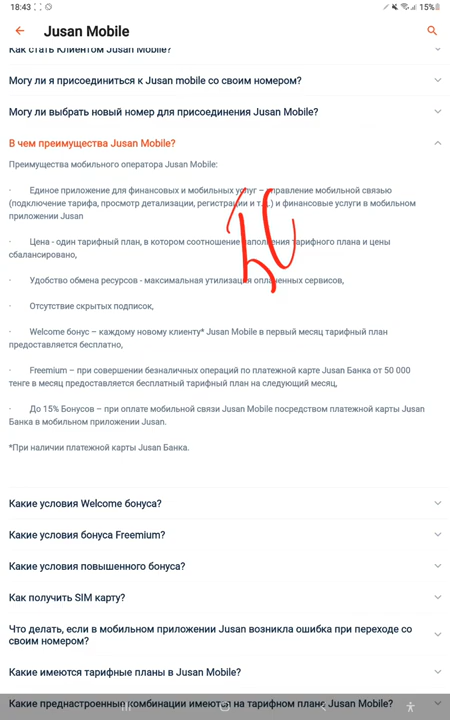 18:43
15%
Jusan Mobile
Как стать Клиентом Jusan Mobile?
Могу ли я присоединиться к Jusan mobile со своим номером?
Могу ли выбрать новый номер для присоединения Jusan Mobile?
В чем преимущества Jusan Mobile?
Преимущества мобильного оператора Jusan Mobile:
· Единое приложение для финансовых и мобильных услуг – управление мобильной связью
(подключение тарифа, просмотр детализации, регистрации и т.д.) и финансовые услуги в мобильном
приложении Jusan
· Цена - один тарифный план, в котором соотношение наполнения тарифного плана и цены
сбалансировано,
· Удобство обмена ресурсов - максимальная утилизация оплаченных сервисов,
· Отсутствие скрытых подписок,
· Welcome бонус – каждому новому клиенту* Jusan Mobile в первый месяц тарифный план
предоставляется бесплатно,
· Freemium – при совершении безналичных операций по платежной карте Jusan Банка от 50 000
тенге в месяц предоставляется бесплатный тарифный план на следующий месяц,
· До 15% Бонусов – при оплате мобильной связи Jusan Mobile посредством платежной карты Jusan
Банка в мобильном приложении Jusan.
*При наличии платежной карты Jusan Банка.
Какие условия Welcome бонуса?
Какие условия бонуса Freemium?
Какие условия повышенного бонуса?
Как получить SIM карту?
Что делать, если в мобильном приложении Jusan возникла ошибка при переходе со
своим номером?
Какие имеются тарифные планы в Jusan Mobile?
Какие преднастроенные комбинации имеются на тарифном плане Jusan Mobile?